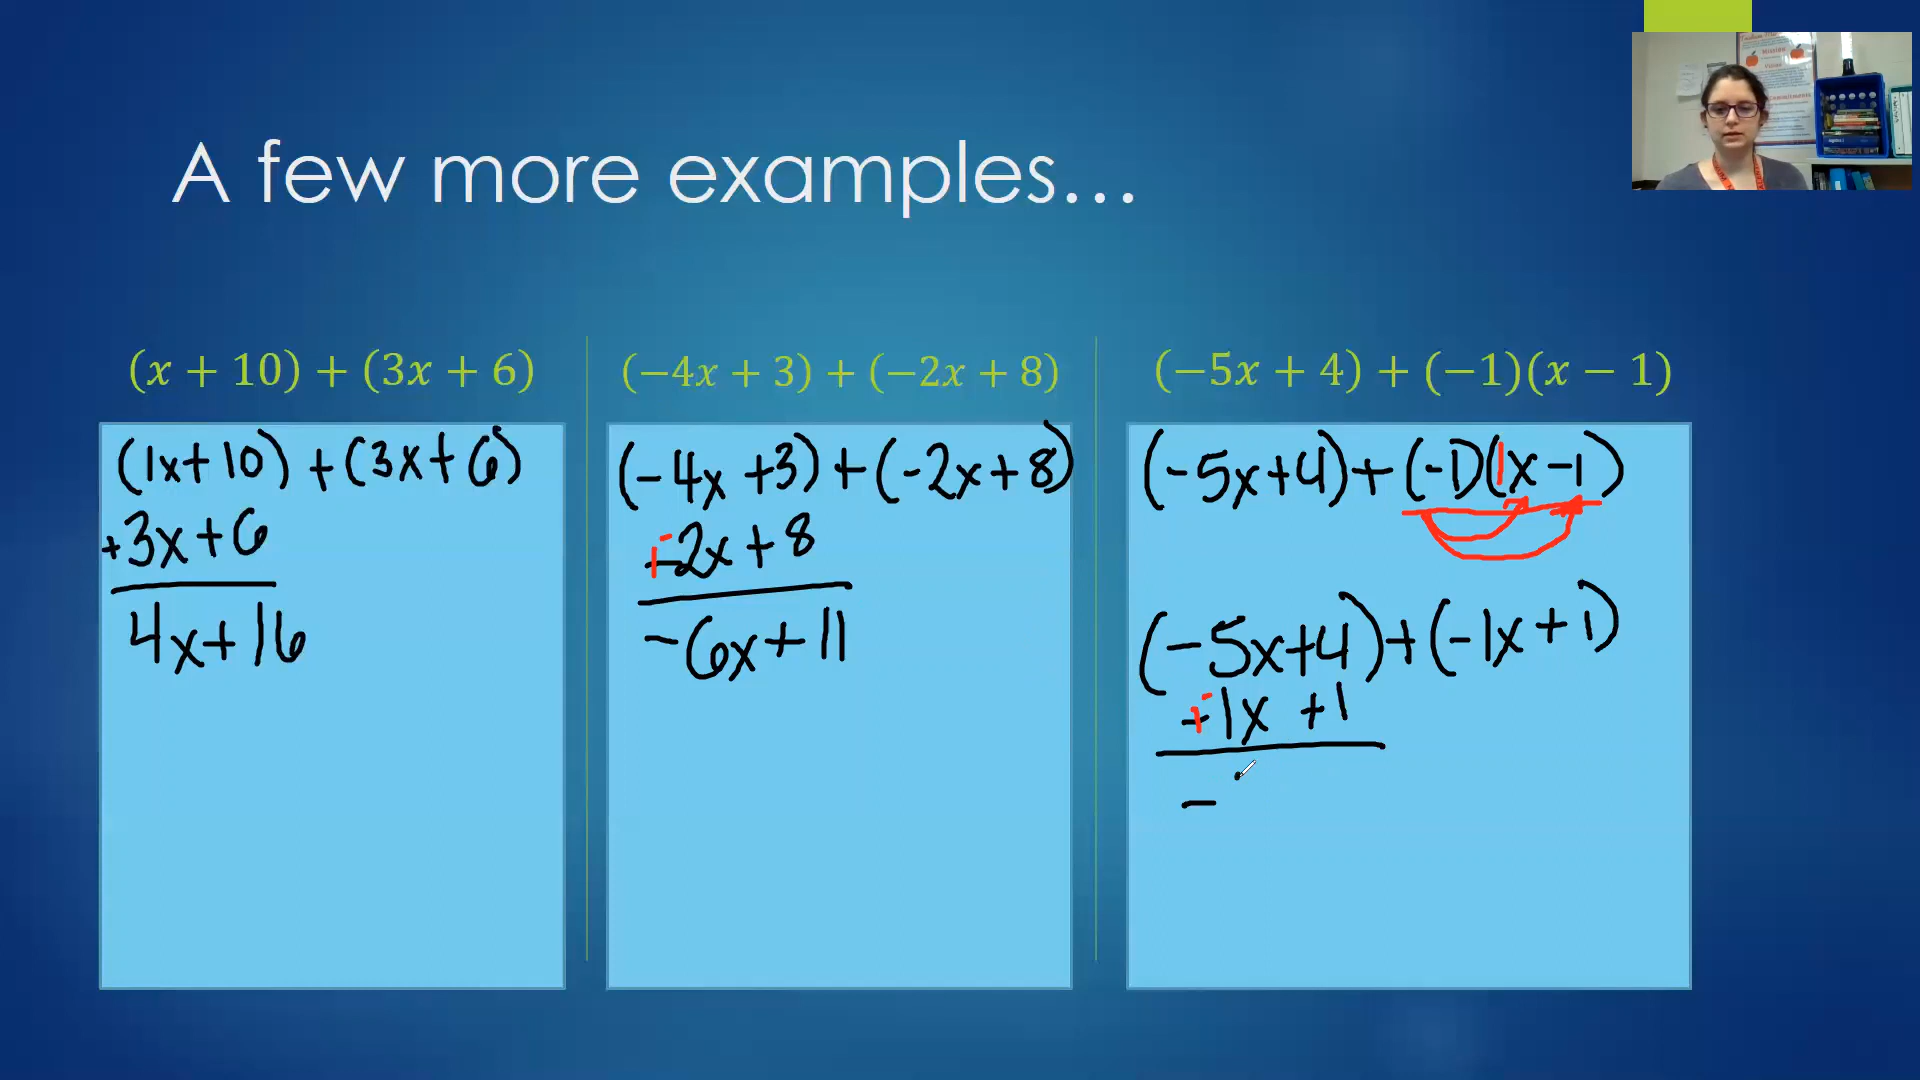 A few more examples...
(x + 10) + (3x + 6)
(1x+10) + (3x+6)
+3x+6
4x+16
(−4x + 3) + (−2x + 8)
(-4x +3)+(-2x+8)
+-2x+8
-6x+11
(−5x + 4) + (−1)(x − 1)
(-5x+4)+(-1)(1x-1)
(-5x+4)+(-1x+1)
+-1x +1
-
Mission
Vision